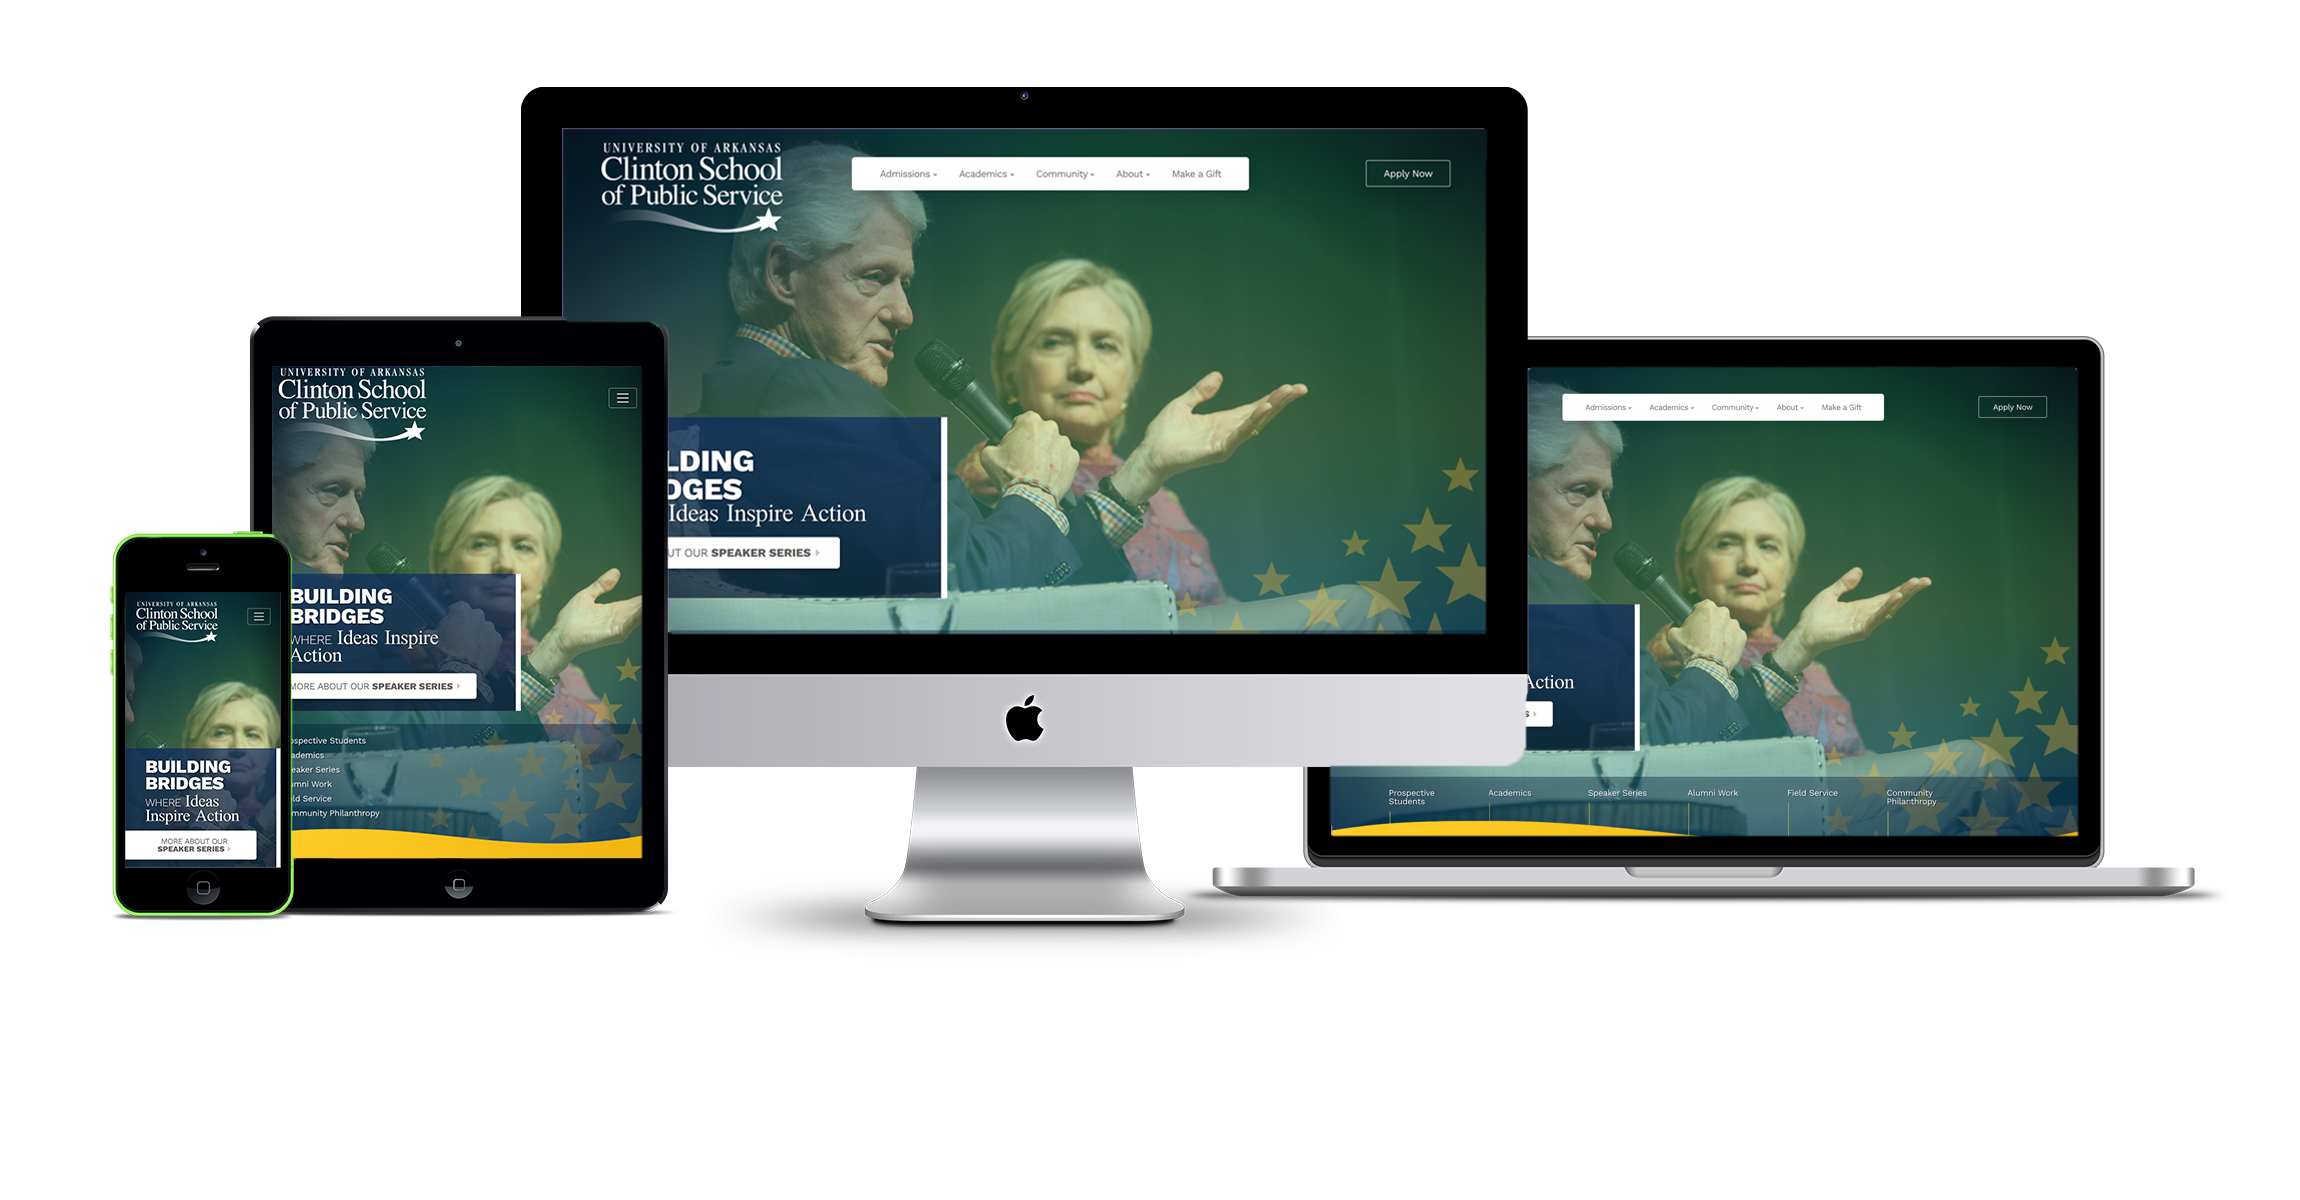 UNIVERSITY OF ARKANSAS
Clinton School
of Public Service
Admissions
Academics
Community
About
Make a Gift
Apply Now
LDING
DGES
Ideas Inspire Action
UT OUR SPEAKER SERIES
UNIVERSITY OF ARKANSAS
Clinton School
of Public Service
BUILDING
BRIDGES
WHERE Ideas Inspire
Action
MORE ABOUT OUR SPEAKER SERIES
ospective Students
ademics
eaker Series
umni Work
ld Service
mmunity Philanthropy
UNIVERSITY OF ARKANSAS
Clinton School
of Public Service
BUILDING
BRIDGES
WHERE Ideas
Inspire Action
MORE ABOUT OUR
SPEAKER SERIES
Admissions
Academics
Community
About
Make a Gift
Apply Now
Action
S
Prospective
Students
Academics
Speaker Series
Alumni Work
Field Service
Community
Philanthropy